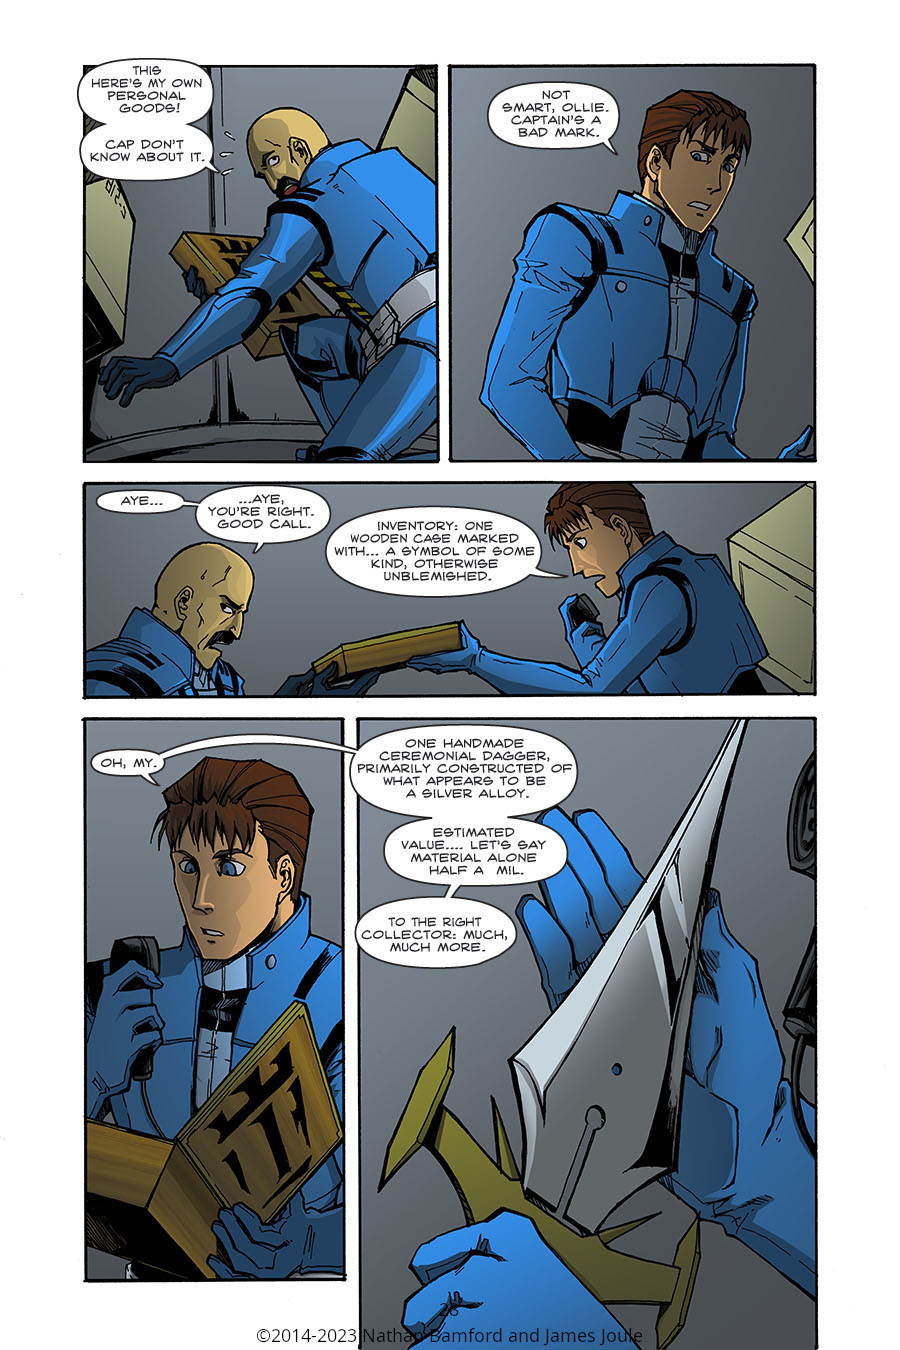 THIS
HERE'S MY OWN
PERSONAL
GOODS!
CAP DON'T
KNOW ABOUT IT.
NOT
SMART, OLLIE.
CAPTAIN'S A
BAD MARK.
AYE...
...AYE,
YOU'RE RIGHT.
GOOD CALL.
INVENTORY: ONE
WOODEN CASE MARKED
WITH... A SYMBOL OF SOME
KIND, OTHERWISE
UNBLEMISHED.
OH, MY.
ONE HANDMADE
CEREMONIAL DAGGER,
PRIMARILY CONSTRUCTED OF
WHAT APPEARS TO BE
A SILVER ALLOY.
ESTIMATED
VALUE.... LET'S SAY
MATERIAL ALONE
HALF A MIL.
TO THE RIGHT
COLLECTOR: MUCH,
MUCH MORE.
©2014-2023 Nathan Bamford and James Joule